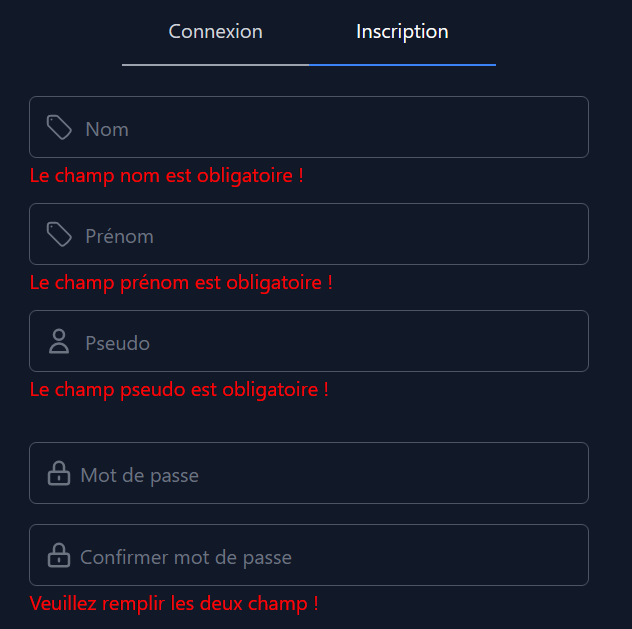 Connexion
Inscription
Nom
Le champ nom est obligatoire !
Prénom
Le champ prénom est obligatoire !
Pseudo
Le champ pseudo est obligatoire !
Mot de passe
Confirmer mot de passe
Veuillez remplir les deux champ !